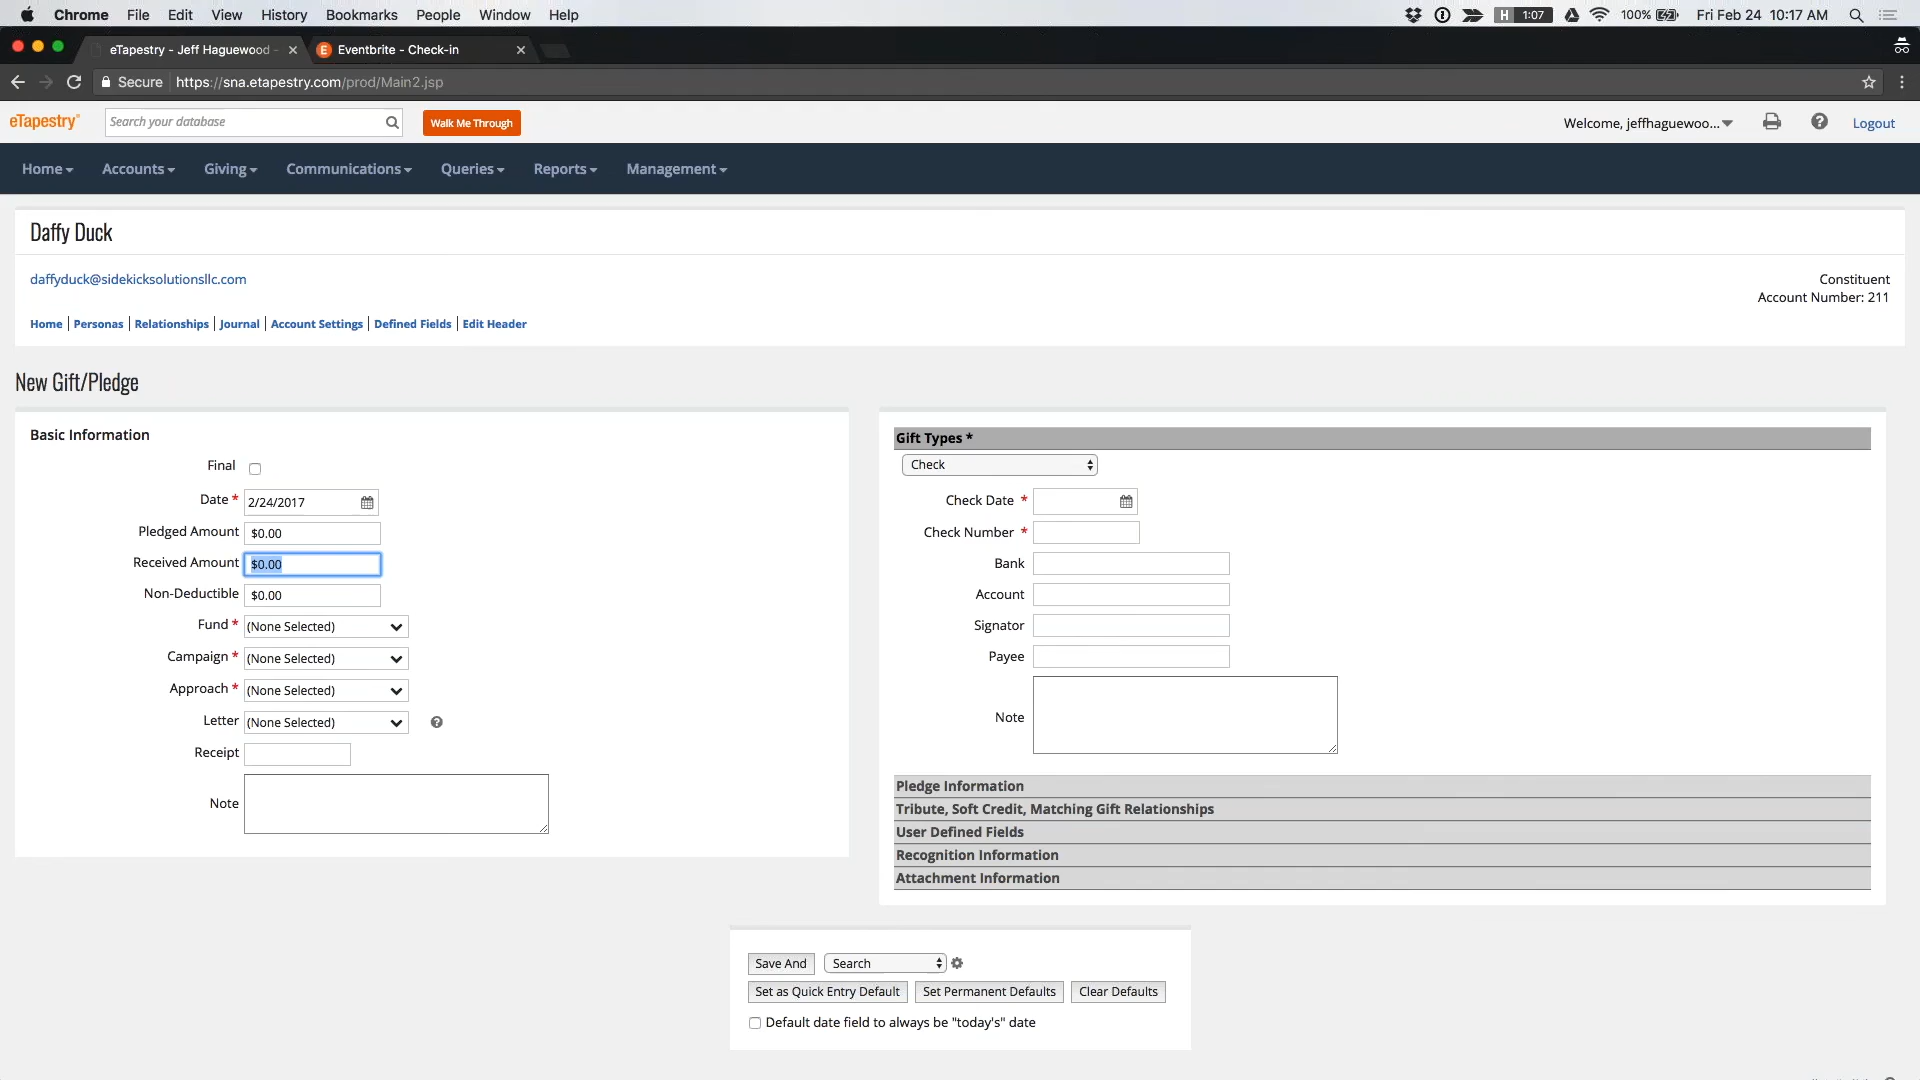 Chrome File Edit View History Bookmarks People Window Help H 1:07 100% Fri Feb 24 10:17 AM
eTapestry - Jeff Haguewood - Eventbrite - Check-in
Secure https://sna.etapestry.com/prod/Main2.jsp
eTapestry Search your database Walk Me Through Welcome, jeffhaguewoo... Logout
Home Accounts Giving Communications Queries Reports Management
Daffy Duck
daffyduck@sidekicksolutionsllc.com
Constituent
Account Number: 211
Home Personas Relationships Journal Account Settings Defined Fields Edit Header
New Gift/Pledge
Basic Information
Final
Date * 2/24/2017
Pledged Amount $0.00
Received Amount $0.00
Non-Deductible $0.00
Fund * (None Selected)
Campaign * (None Selected)
Approach * (None Selected)
Letter (None Selected)
Receipt
Note
Gift Types *
Check
Check Date *
Check Number *
Bank
Account
Signator
Payee
Note
Pledge Information
Tribute, Soft Credit, Matching Gift Relationships
User Defined Fields
Recognition Information
Attachment Information
Save And Search
Set as Quick Entry Default Set Permanent Defaults Clear Defaults
Default date field to always be "today's" date